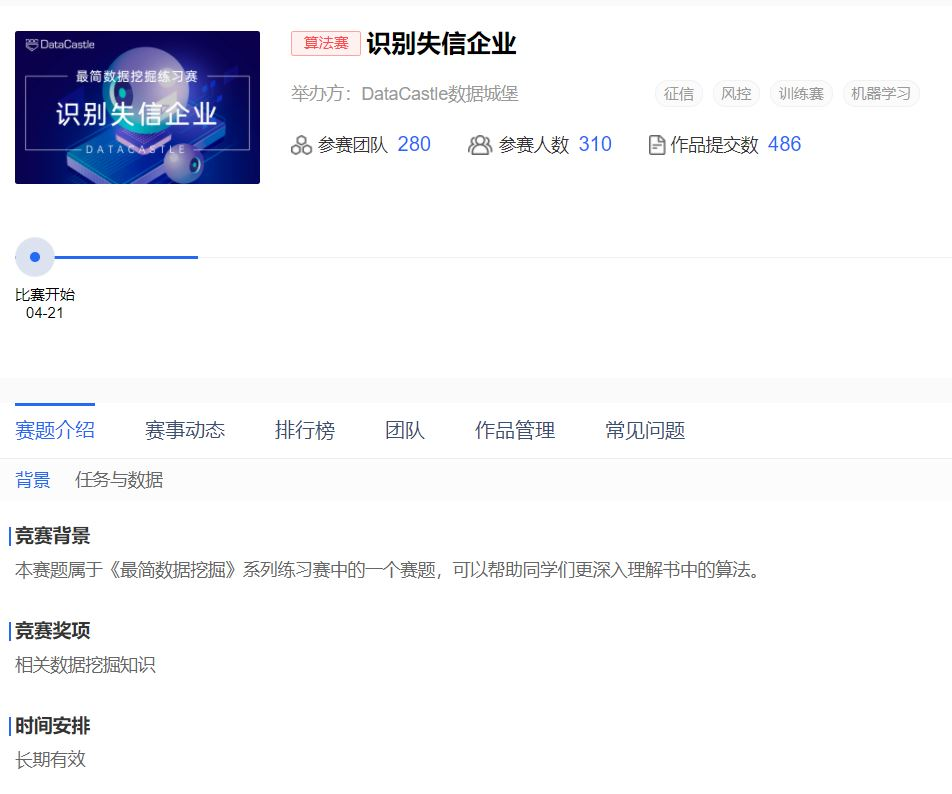 DataCastle
最简数据挖掘练习赛
识别失信企业
DATACASTLE
算法赛 识别失信企业
举办方：DataCastle数据城堡 征信 风控 训练赛 机器学习
参赛团队 280 参赛人数 310 作品提交数 486
比赛开始
04-21
赛题介绍 赛事动态 排行榜 团队 作品管理 常见问题
背景 任务与数据
竞赛背景
本赛题属于《最简数据挖掘》系列练习赛中的一个赛题，可以帮助同学们更深入理解书中的算法。
竞赛奖项
相关数据挖掘知识
时间安排
长期有效